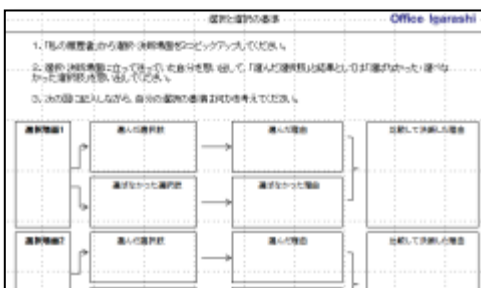 選択と選択の基準
Office Igarashi
1、「私の履歴書」から選択・決断場面を2つピックアップしてください。
2、選択・決断場面に立って迷っていた自分を思い出して、「選んだ選択肢」と結果としては「選ばなかった・選べな
かった選択肢」を思い出してください。
3、次の図に記入しながら、自分の選択の基準は何かを考えてください。
選択場面1
選んだ選択肢
選んだ理由
比較して決断した理由
選ばなかった選択肢
選ばなかった理由
選択場面2
選んだ選択肢
選んだ理由
比較して決断した理由